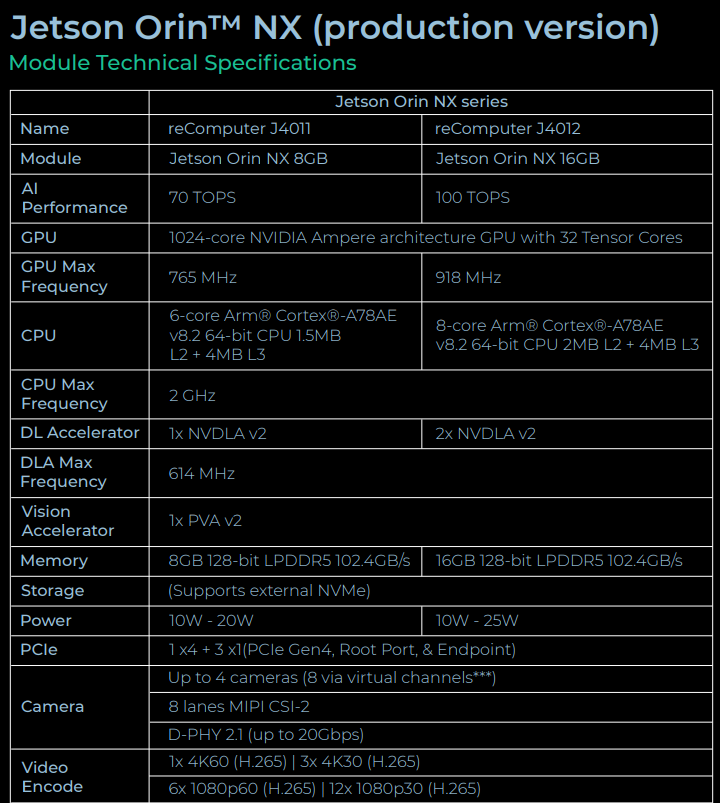 Jetson Orin™ NX (production version)
Module Technical Specifications
Jetson Orin NX series
Name reComputer J4011 reComputer J4012
Module Jetson Orin NX 8GB Jetson Orin NX 16GB
AI
Performance
70 TOPS 100 TOPS
GPU 1024-core NVIDIA Ampere architecture GPU with 32 Tensor Cores
GPU Max
Frequency
765 MHz 918 MHz
CPU
6-core Arm® Cortex®-A78AE
v8.2 64-bit CPU 1.5MB
L2 + 4MB L3
8-core Arm® Cortex®-A78AE
v8.2 64-bit CPU 2MB L2 + 4MB L3
CPU Max
Frequency
2 GHz
DL Accelerator 1x NVDLA v2 2x NVDLA v2
DLA Max
Frequency
614 MHz
Vision
Accelerator
1x PVA v2
Memory 8GB 128-bit LPDDR5 102.4GB/s 16GB 128-bit LPDDR5 102.4GB/s
Storage (Supports external NVMe)
Power 10W - 20W 10W - 25W
PCIe 1 x4 + 3 x1(PCIe Gen4, Root Port, & Endpoint)
Camera
Up to 4 cameras (8 via virtual channels***)
8 lanes MIPI CSI-2
D-PHY 2.1 (up to 20Gbps)
Video
Encode
1x 4K60 (H.265) | 3x 4K30 (H.265)
6x 1080p60 (H.265) | 12x 1080p30 (H.265)